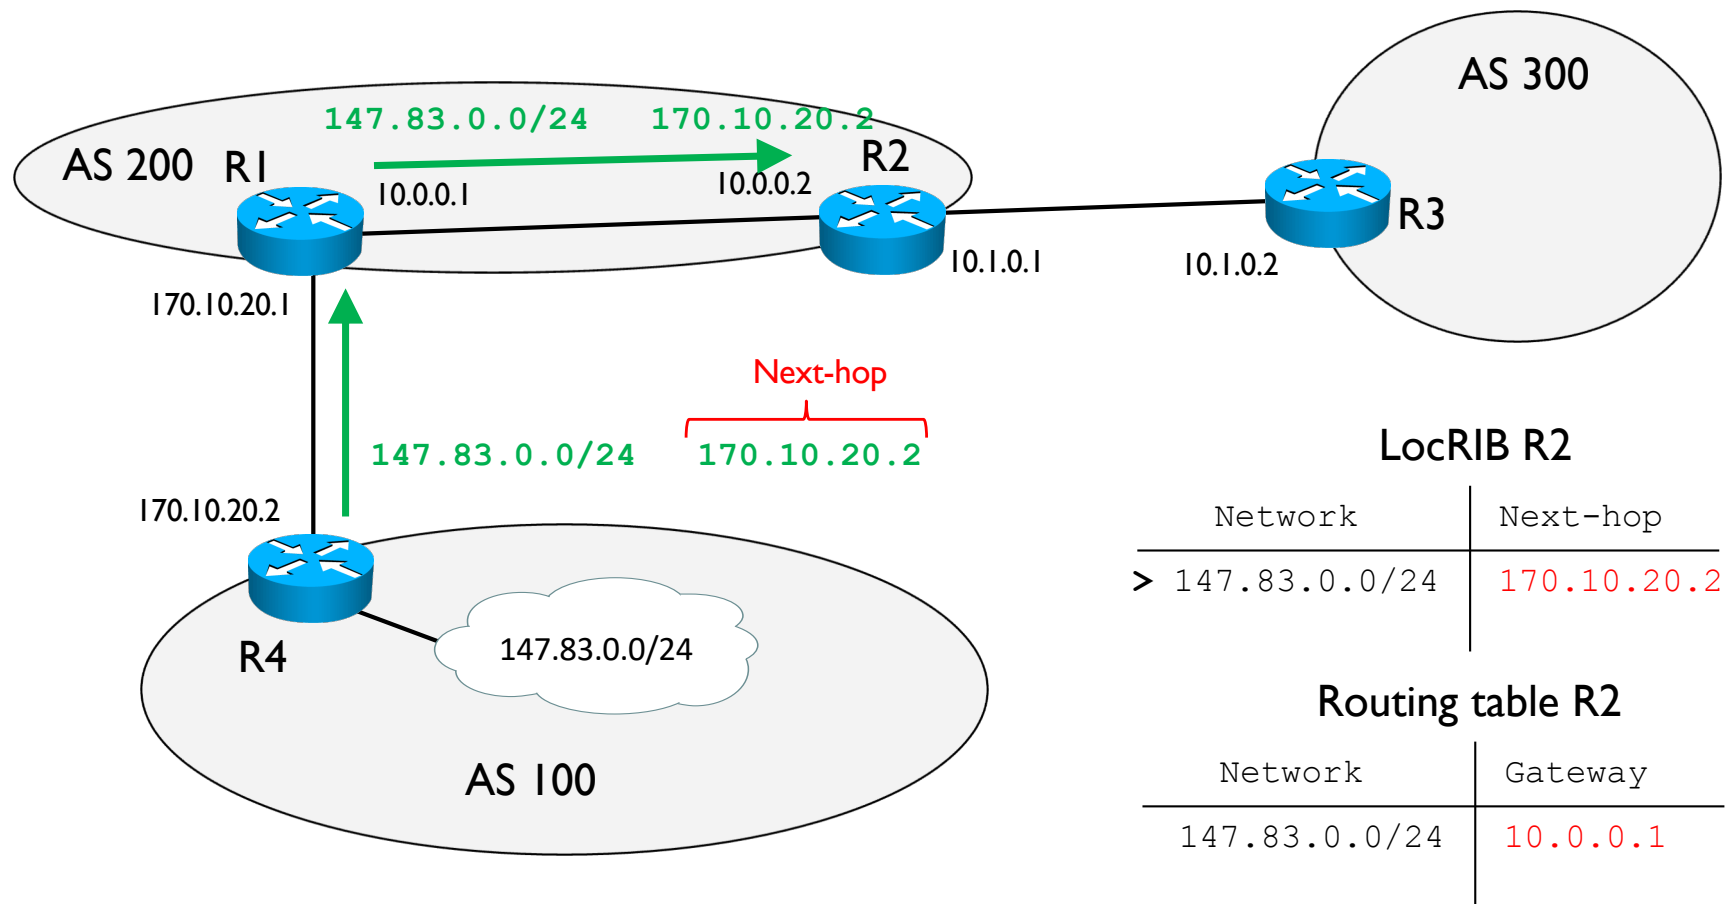 AS 300
147.83.0.0/24 170.10.20.2
AS 200 R1 R2
10.0.0.1 10.0.0.2
R3
10.1.0.1 10.1.0.2
170.10.20.1
Next-hop
147.83.0.0/24 170.10.20.2
170.10.20.2
R4
147.83.0.0/24
AS 100
LocRIB R2
Network Next-hop
> 147.83.0.0/24 170.10.20.2
Routing table R2
Network Gateway
147.83.0.0/24 10.0.0.1